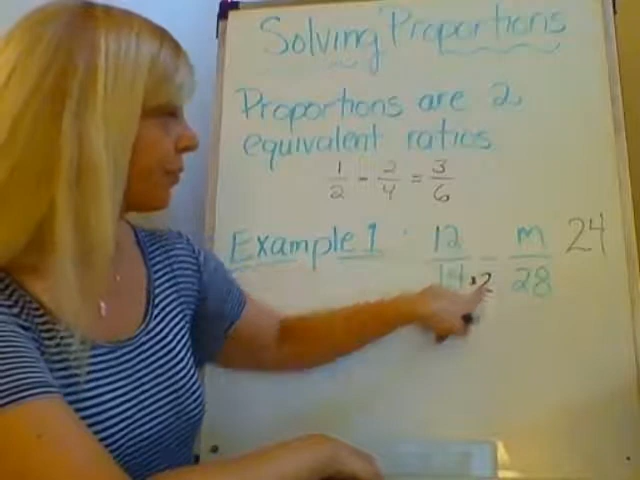 Solving Proportions
Proportions are 2
equivalent ratios
1/2 = 2/4 = 3/6
Example 1 12/14 ·2 = m/28 24